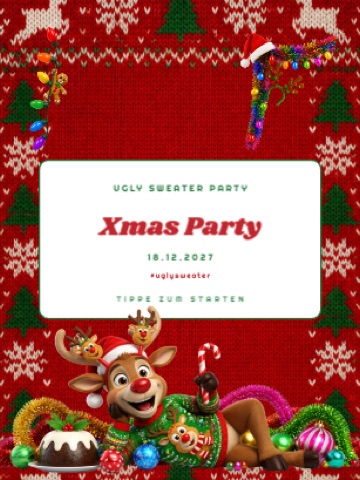 UGLY SWEATER PARTY
Xmas Party
18.12.2027
#uglysweater
TIPPE ZUM STARTEN